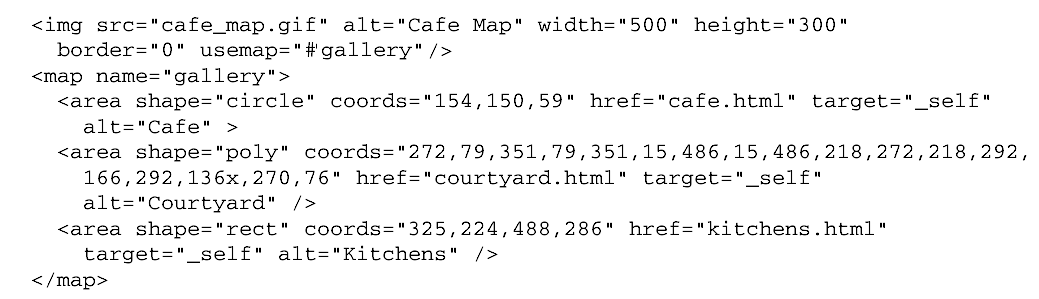 <img src="cafe_map.gif" alt="Cafe Map" width="500" height="300"
border="0" usemap="#gallery"/>
<map name="gallery">
<area shape="circle" coords="154,150,59" href="cafe.html" target="_self"
alt="Cafe" >
<area shape="poly" coords="272,79,351,79,351,15,486,15,486,218,272,218,292,
166,292,136x,270,76" href="courtyard.html" target="_self"
alt="Courtyard" />
<area shape="rect" coords="325,224,488,286" href="kitchens.html"
target="_self" alt="Kitchens" />
</map>